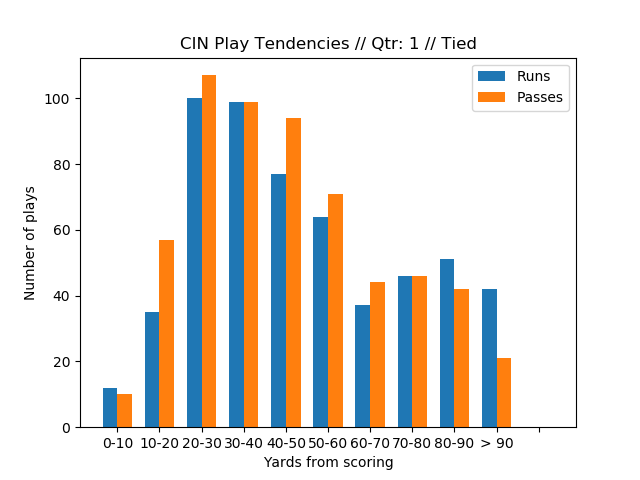 CIN Play Tendencies // Qtr: 1 // Tied
Runs
Passes
Number of plays
100
80
60
40
20
0
0-10 10-20 20-30 30-40 40-50 50-60 60-70 70-80 80-90 > 90
Yards from scoring